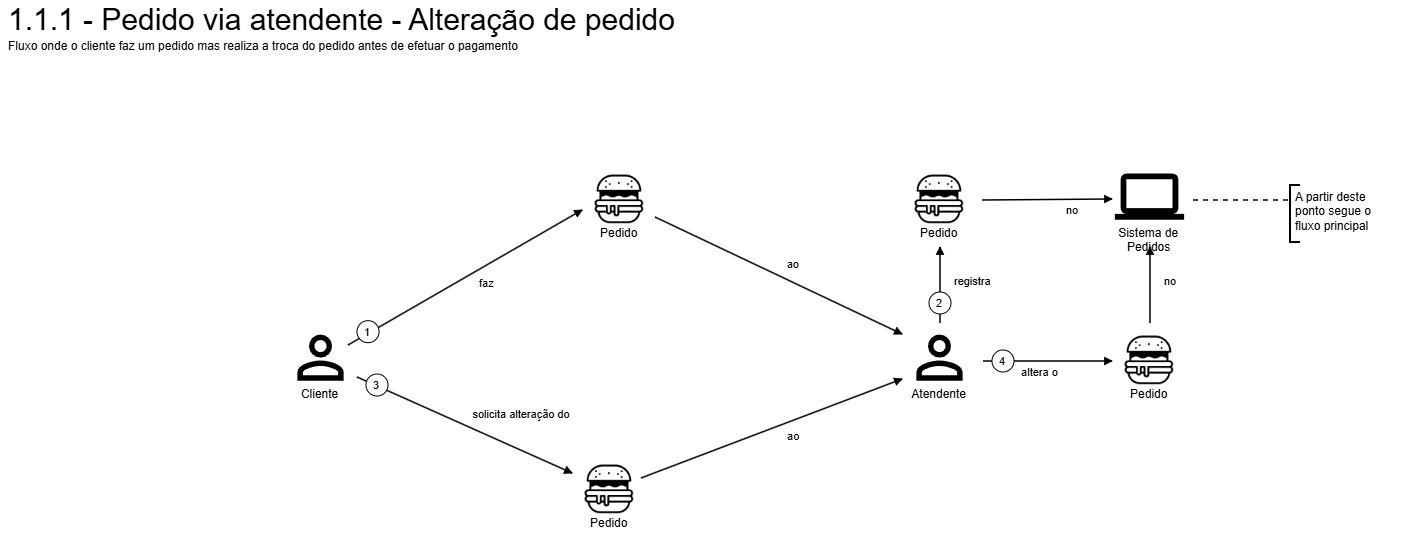 1.1.1 - Pedido via atendente - Alteração de pedido
Fluxo onde o cliente faz um pedido mas realiza a troca do pedido antes de efetuar o pagamento
Pedido
Pedido
Sistema de
Pedidos
A partir deste
ponto segue o
fluxo principal
no
ao
faz
registra
no
2
1
4
altera o
3
Cliente
Atendente
Pedido
solicita alteração do
ao
Pedido